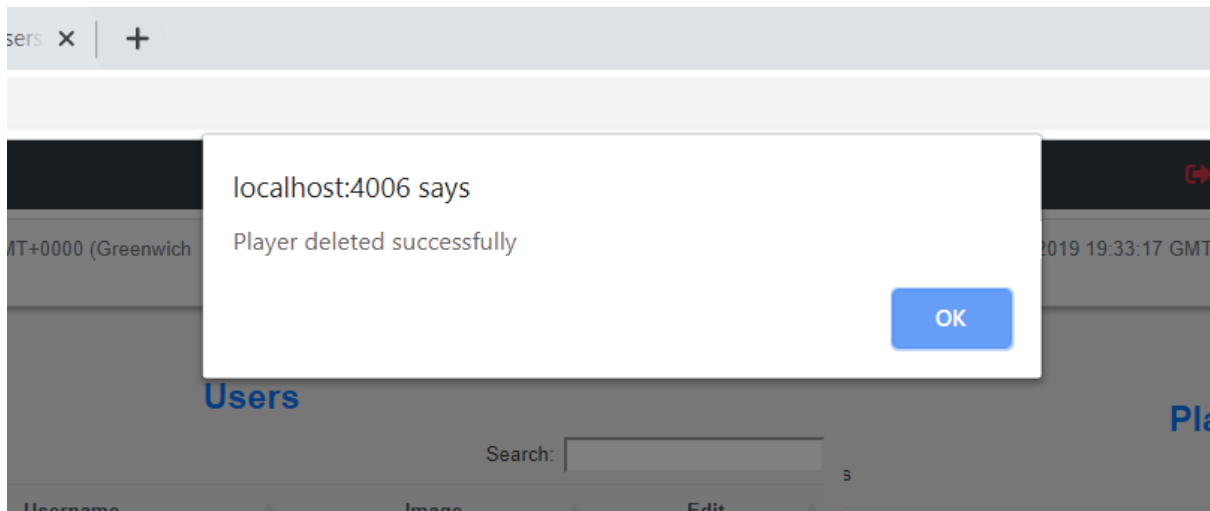 sers
localhost:4006 says
Player deleted successfully
MT+0000 (Greenwich
2019 19:33:17 GMT
OK
Users
Pla
Search:
s
Username Image Edit